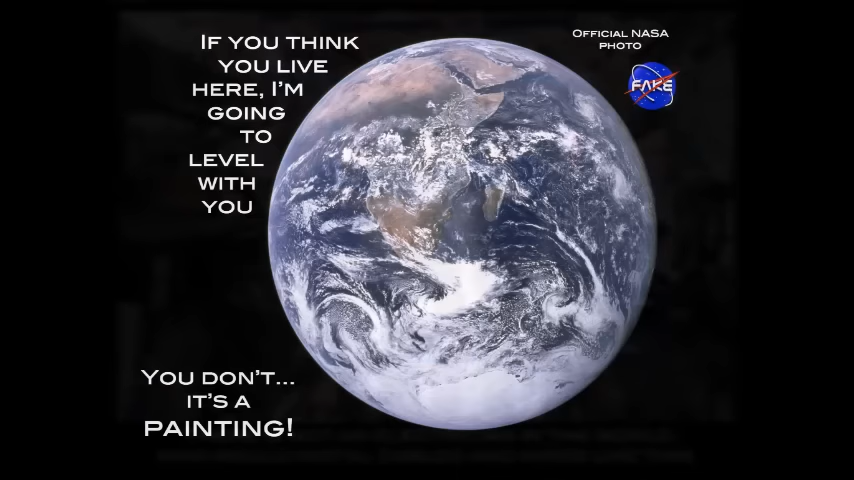 IF YOU THINK
YOU LIVE
HERE, I'M
GOING
TO
LEVEL
WITH
YOU
OFFICIAL NASA
PHOTO
FAKE
YOU DON'T...
IT'S A
PAINTING!